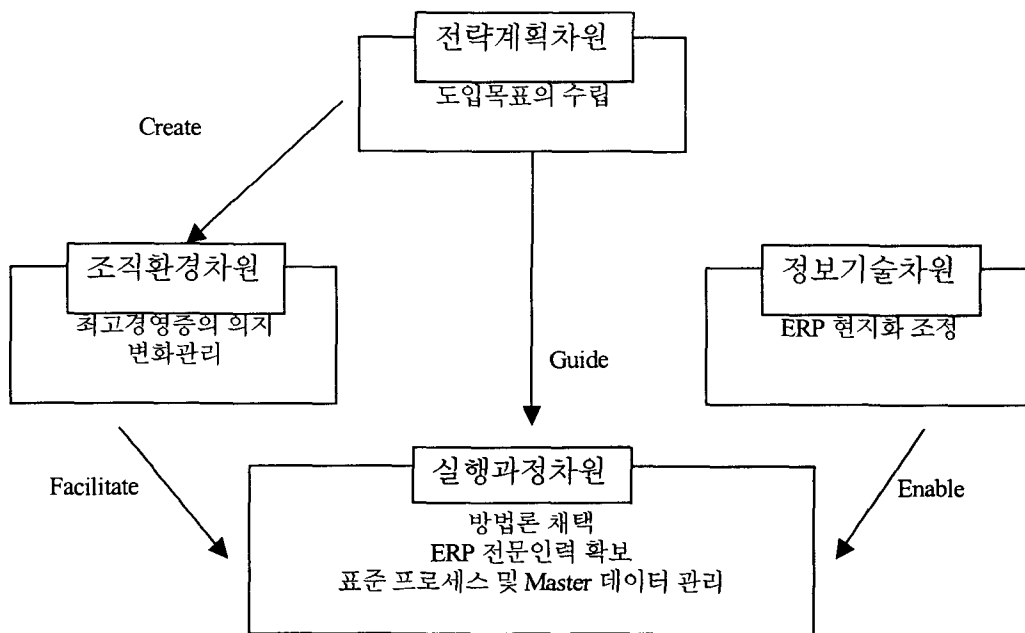 전략계획차원
도입목표의 수립
Create
조직환경차원
최고경영증의 의지
변화관리
정보기술차원
ERP 현지화 조정
Guide
Facilitate
실행과정차원
Enable
방법론 채택
ERP 전문인력 확보
표준 프로세스 및 Master 데이터 관리